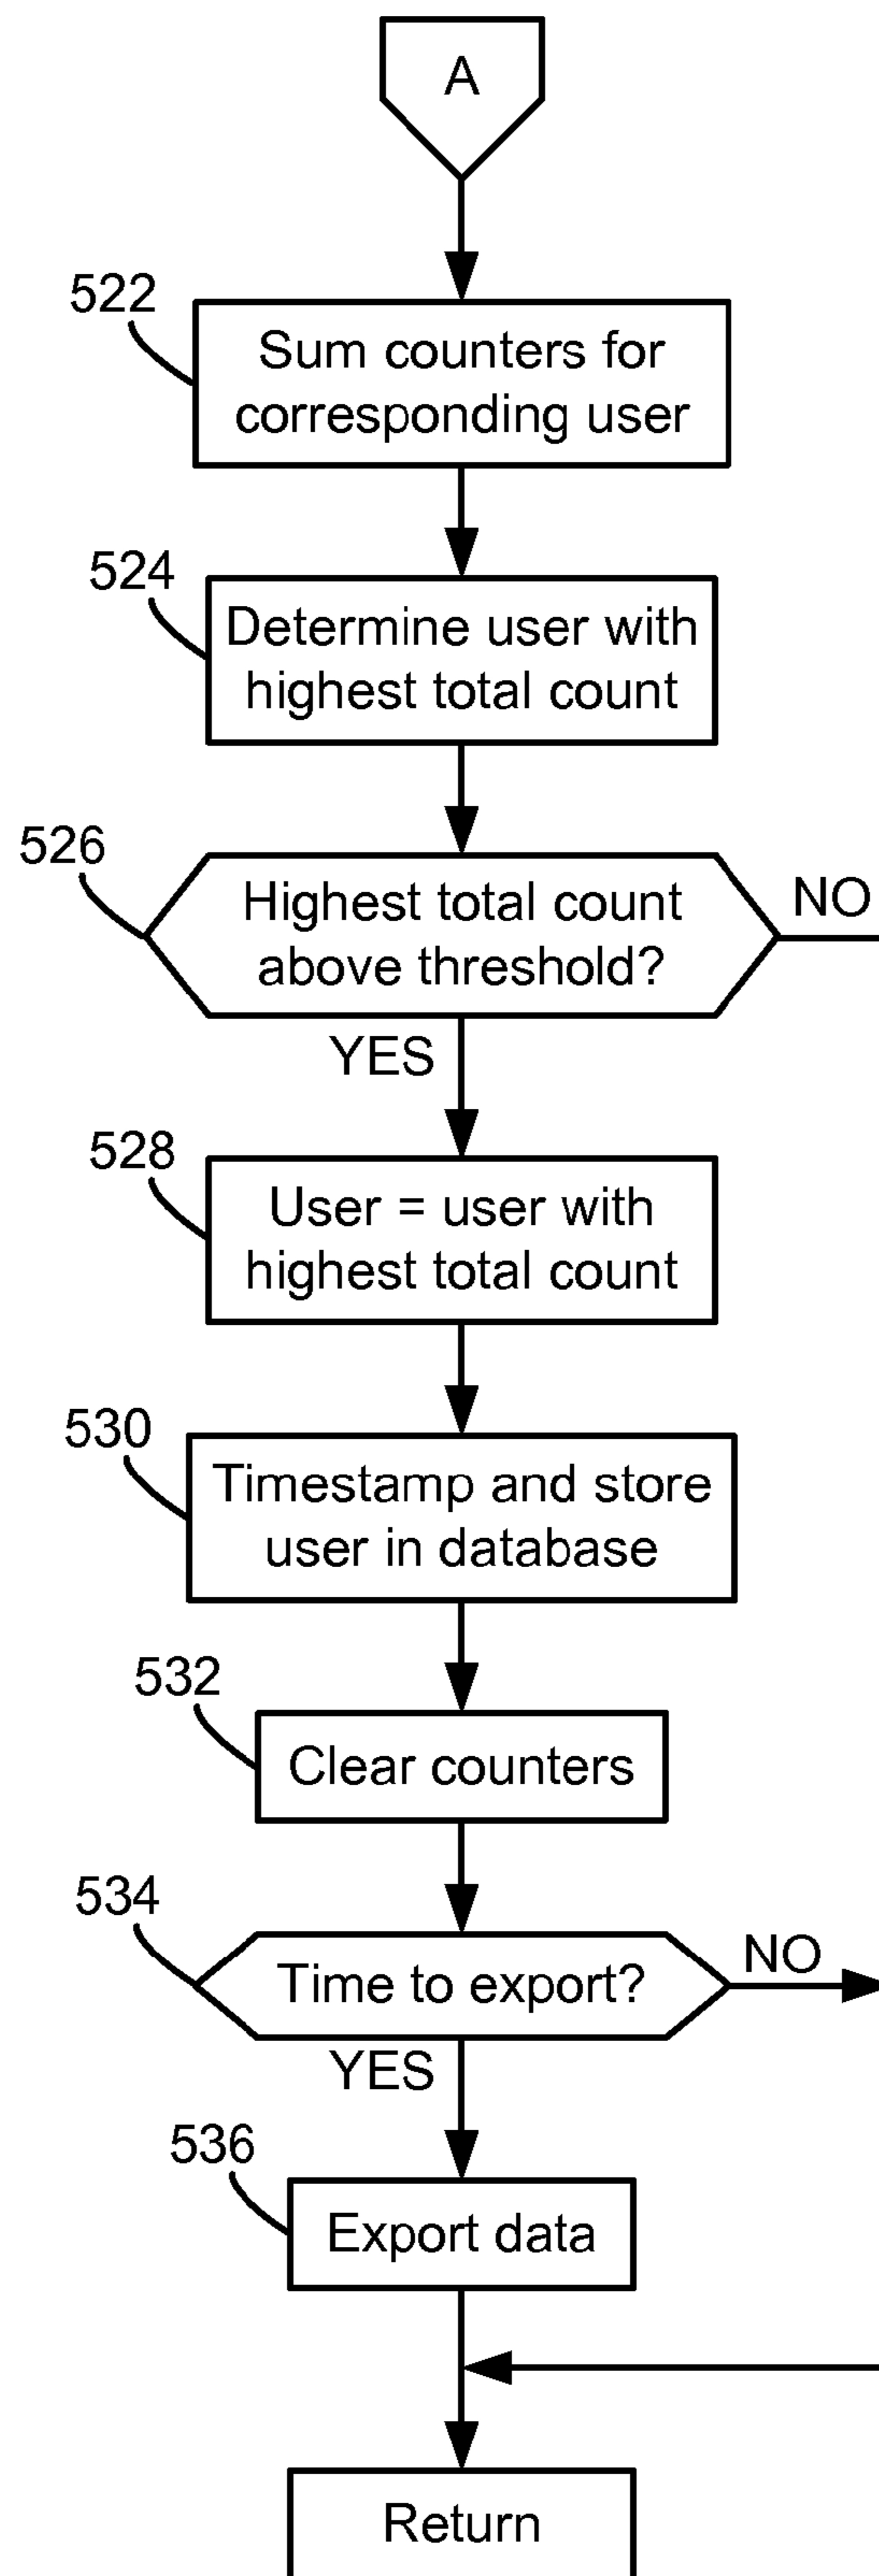 A
522
Sum counters for
corresponding user
524
Determine user with
highest total count
526
Highest total count
above threshold?
NO
YES
528
User = user with
highest total count
530
Timestamp and store
user in database
532
Clear counters
534
Time to export?
NO
YES
536
Export data
Return